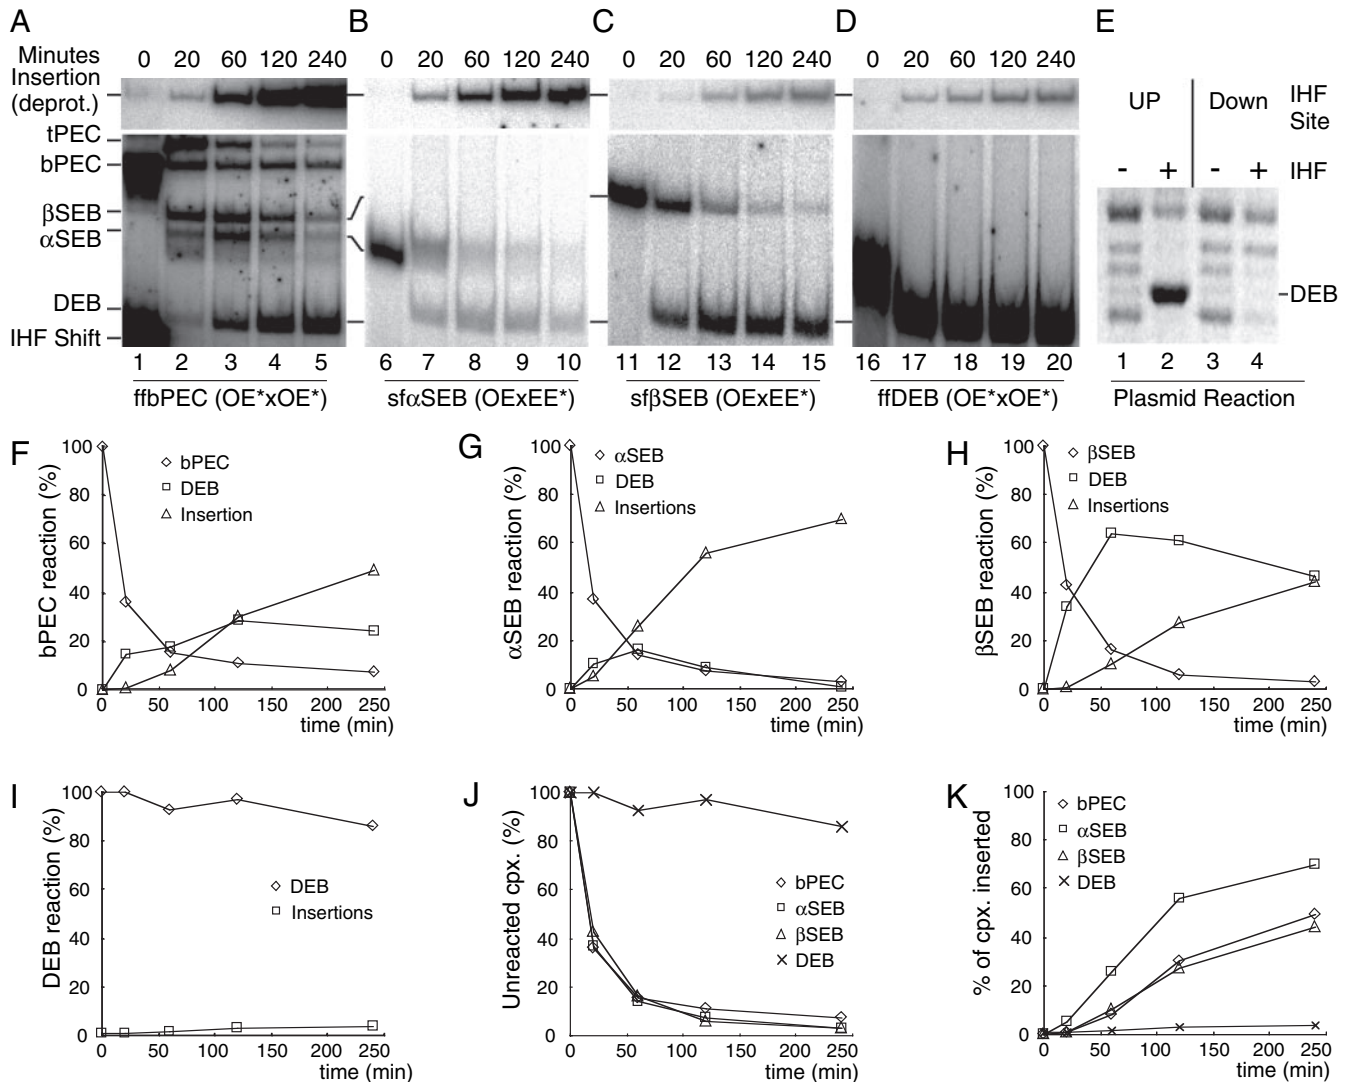 A B C D E
Minutes 0 20 60 120 240 0 20 60 120 240 0 20 60 120 240 0 20 60 120 240
Insertion
(deprot.)
UP Down IHF
Site
tPEC
bPEC
- + - + IHF
βSEB
αSEB
DEB
DEB
IHF Shift
1 2 3 4 5 6 7 8 9 10 11 12 13 14 15 16 17 18 19 20 1 2 3 4
ffbPEC (OE*xOE*) sfαSEB (OExEE*) sfβSEB (OExEE*) ffDEB (OE*xOE*) Plasmid Reaction
F
bPEC reaction (%)
100
80
60
40
20
0
bPEC
DEB
Insertion
0 50 100 150 200 250
time (min)
G
αSEB reaction (%)
100
80
60
40
20
0
αSEB
DEB
Insertions
0 50 100 150 200 250
time (min)
H
βSEB reaction (%)
100
80
60
40
20
0
βSEB
DEB
Insertions
0 50 100 150 200 250
time (min)
I
DEB reaction (%)
100
80
60
40
20
0
DEB
Insertions
0 50 100 150 200 250
time (min)
J
Unreacted cpx. (%)
100
80
60
40
20
0
bPEC
αSEB
βSEB
DEB
0 50 100 150 200 250
time (min)
K
% of cpx. inserted
100
80
60
40
20
0
bPEC
αSEB
βSEB
DEB
0 50 100 150 200 250
time (min)